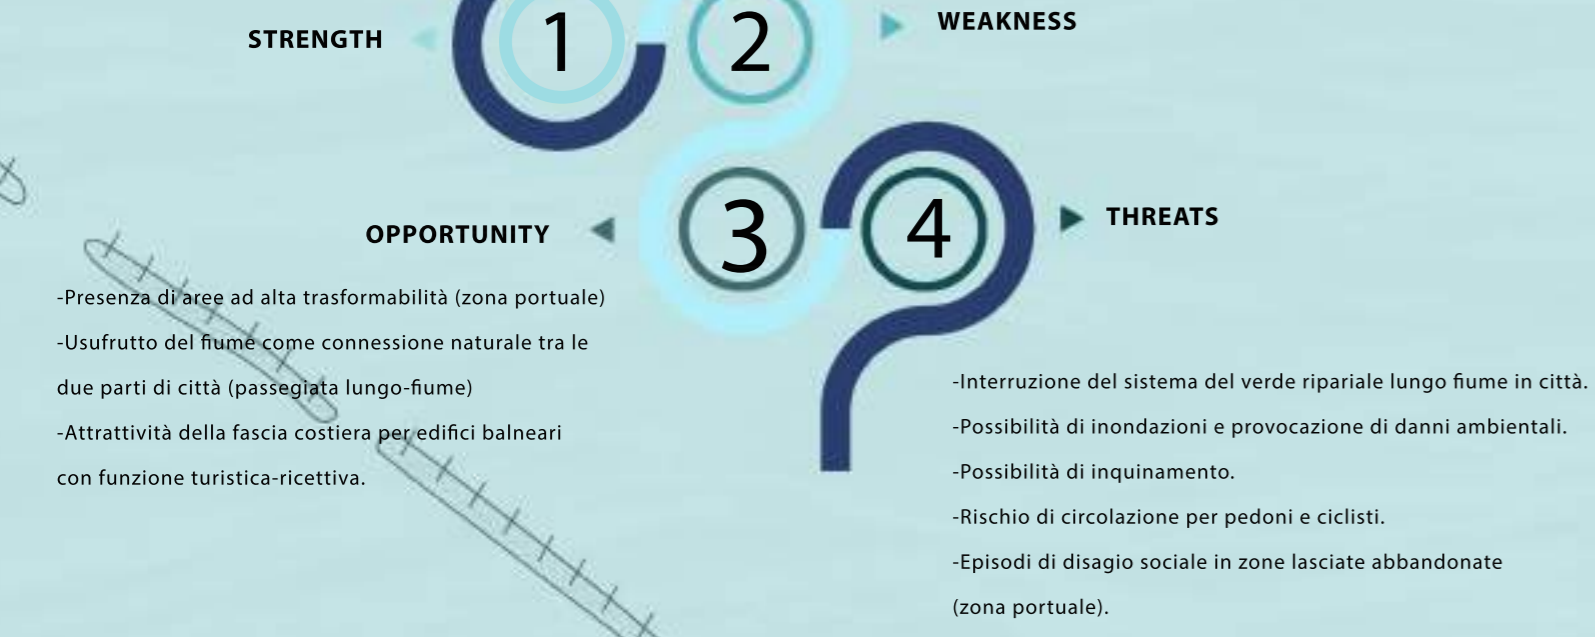 STRENGTH
1
2
WEAKNESS
OPPORTUNITY
3
4
THREATS
-Presenza di aree ad alta trasformabilità (zona portuale)
-Usufrutto del fiume come connessione naturale tra le
due parti di città (passegiata lungo-fiume)
-Attrattività della fascia costiera per edifici balneari
con funzione turistica-ricettiva.
-Interruzione del sistema del verde ripariale lungo fiume in città.
-Possibilità di inondazioni e provocazione di danni ambientali.
-Possibilità di inquinamento.
-Rischio di circolazione per pedoni e ciclisti.
-Episodi di disagio sociale in zone lasciate abbandonate
(zona portuale).